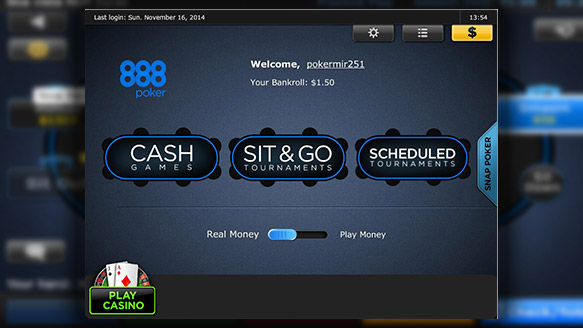 Last login: Sun. November 16, 2014
13:54
$
888
poker
Welcome, pokermir251
Your Bankroll: $1.50
CASH
GAMES
SIT & GO
TOURNAMENTS
SCHEDULED
TOURNAMENTS
SNAP POKER
Real Money
Play Money
A
A
PLAY
CASINO